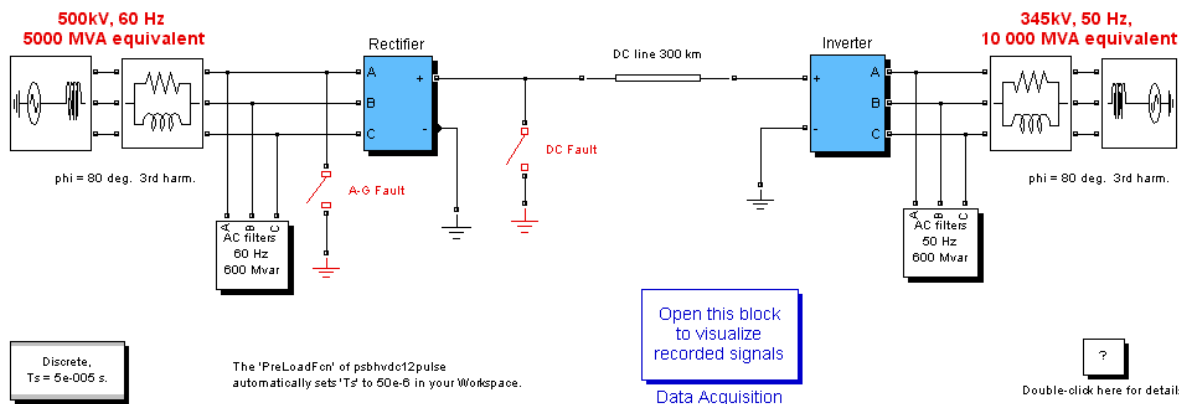 500kV, 60 Hz
5000 MVA equivalent
345kV, 50 Hz,
10 000 MVA equivalent
Rectifier
DC line 300 km
Inverter
A
B
C
+
-
+
-
A
B
C
DC Fault
A-G Fault
phi = 80 deg. 3rd harm.
phi = 80 deg. 3rd harm.
A B C
AC filters
60 Hz
600 Mvar
A B C
AC filters
50 Hz
600 Mvar
Discrete,
Ts = 5e-005 s.
The 'PreLoadFcn' of psbhvdc12pulse
automatically sets 'Ts' to 50e-6 in your Workspace.
Open this block
to visualize
recorded signals
Data Acquisition
?
Double-click here for detail